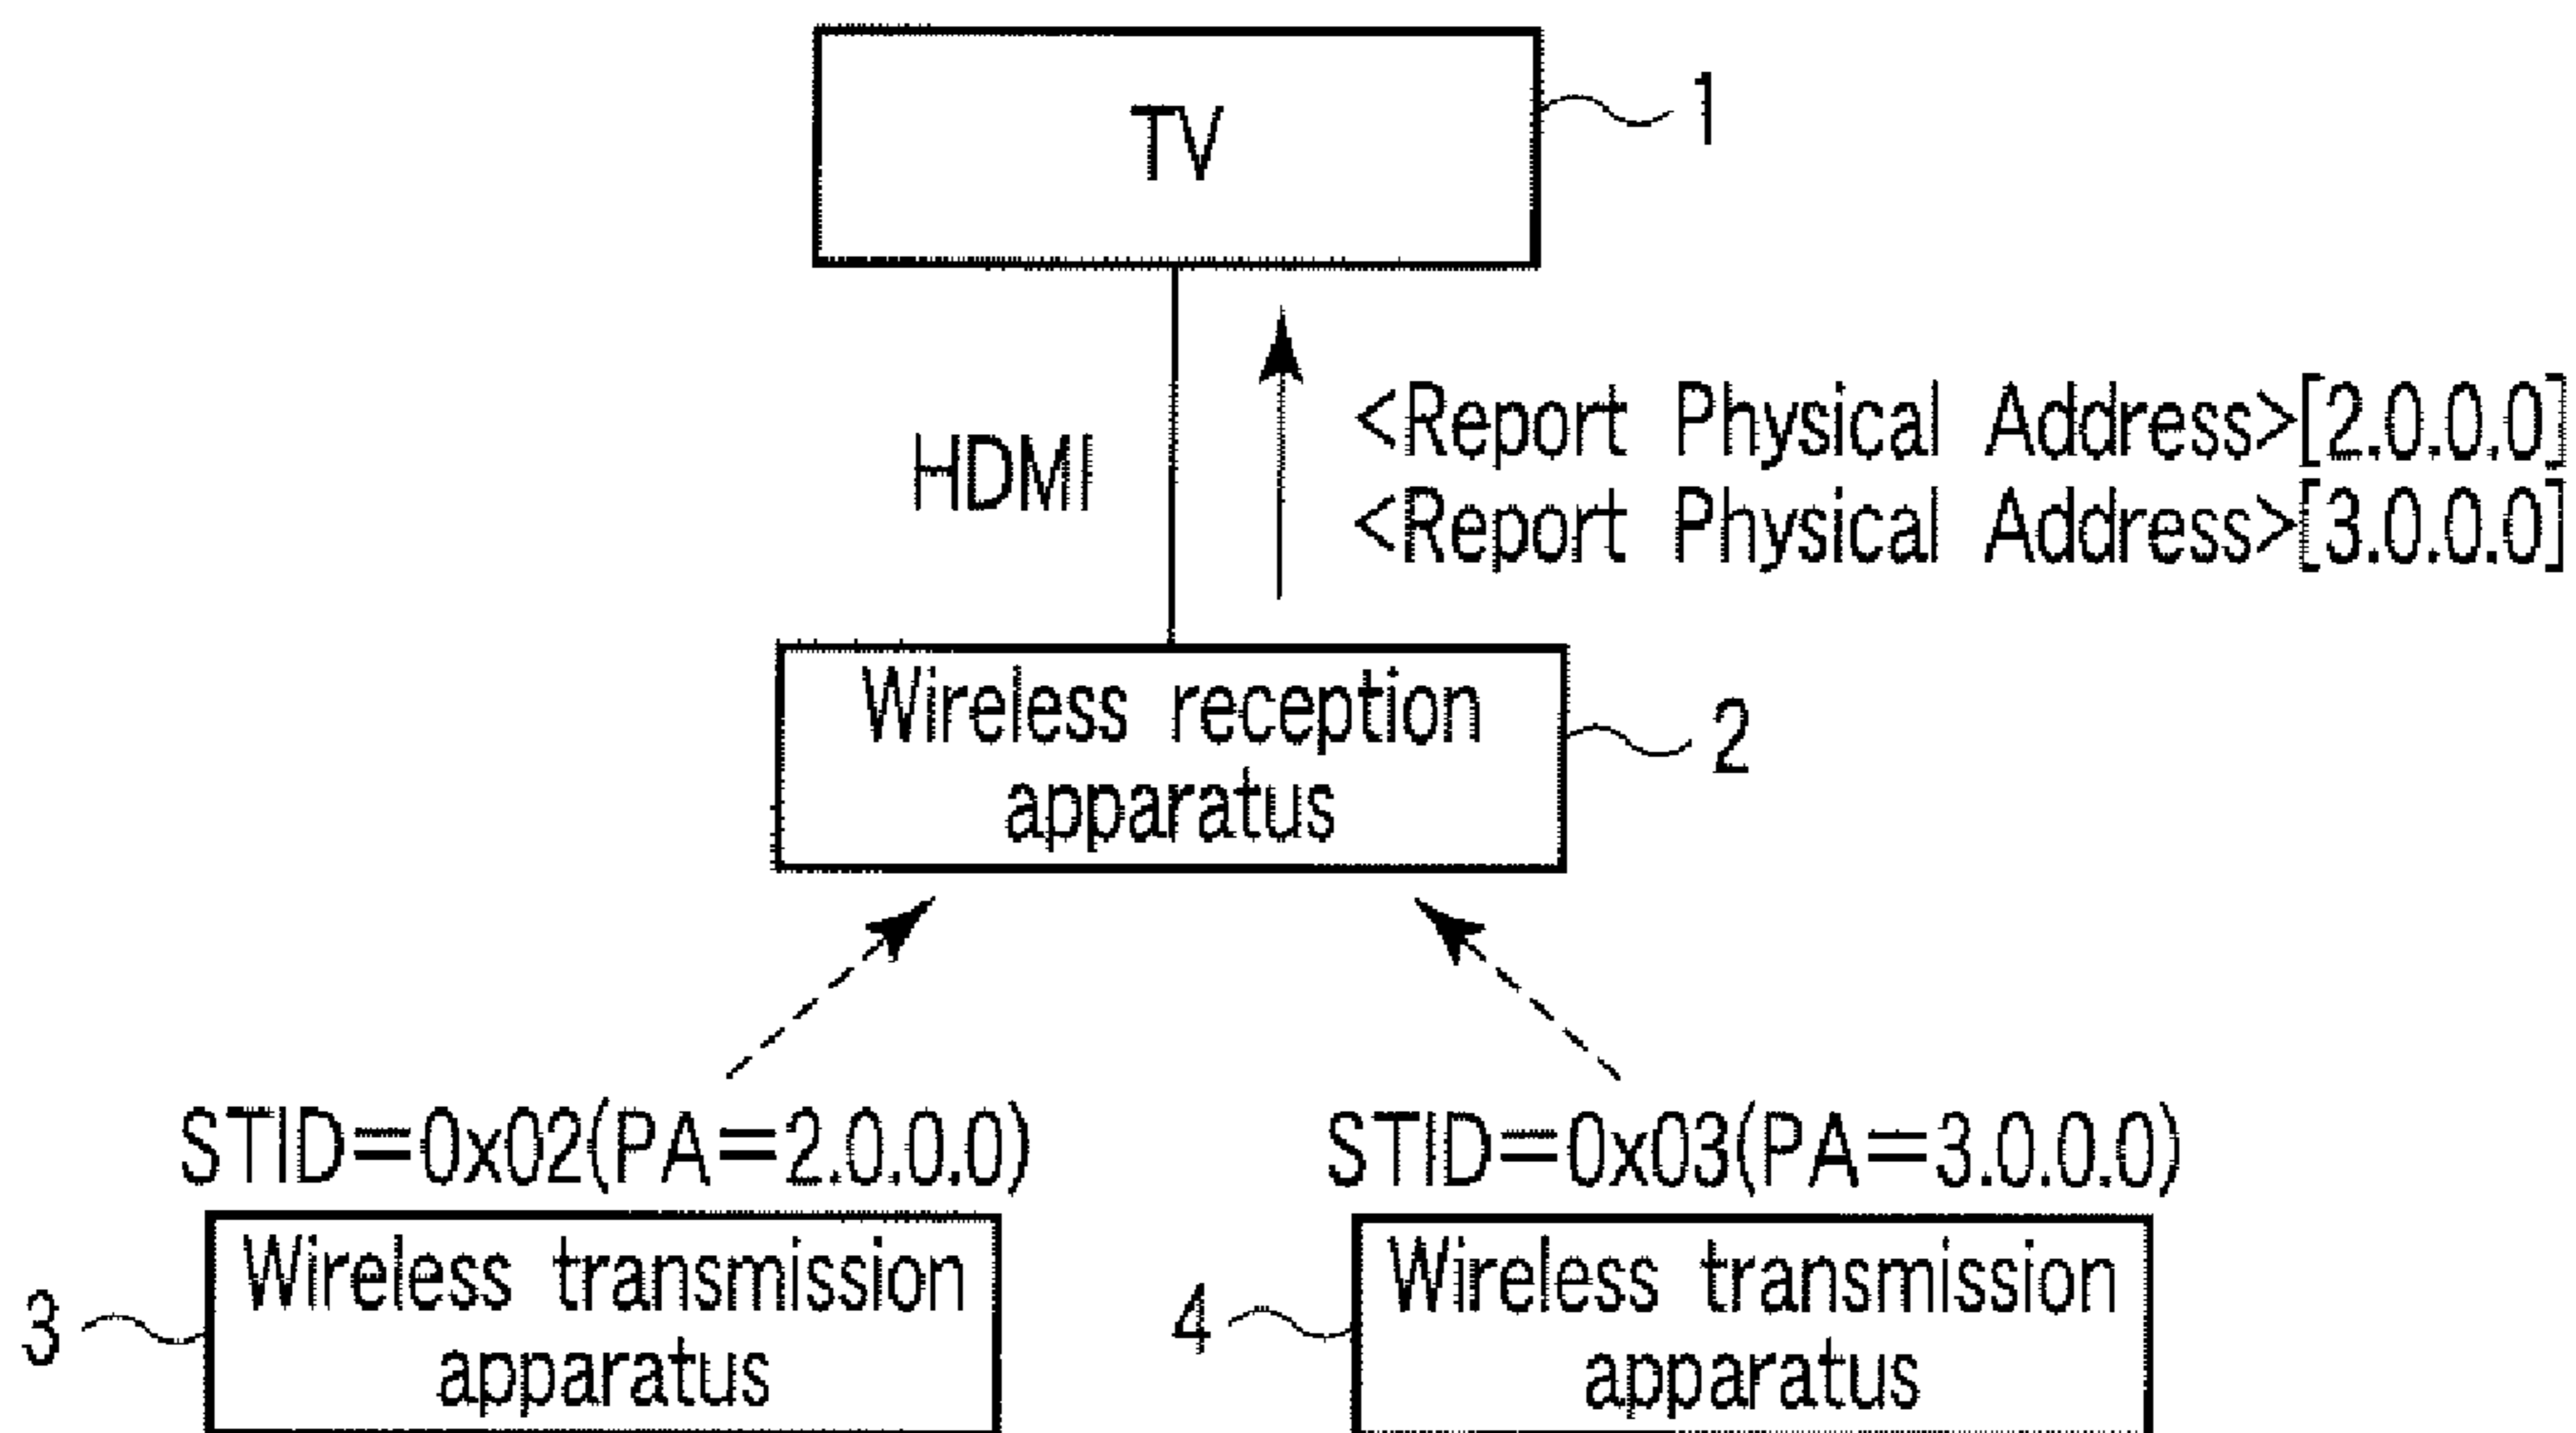 TV
1
HDMI
<Report Physical Address>[2.0.0.0]
<Report Physical Address>[3.0.0.0]
Wireless reception
apparatus
2
STID=0x02(PA=2.0.0.0)
STID=0x03(PA=3.0.0.0)
3
Wireless transmission
apparatus
4
Wireless transmission
apparatus